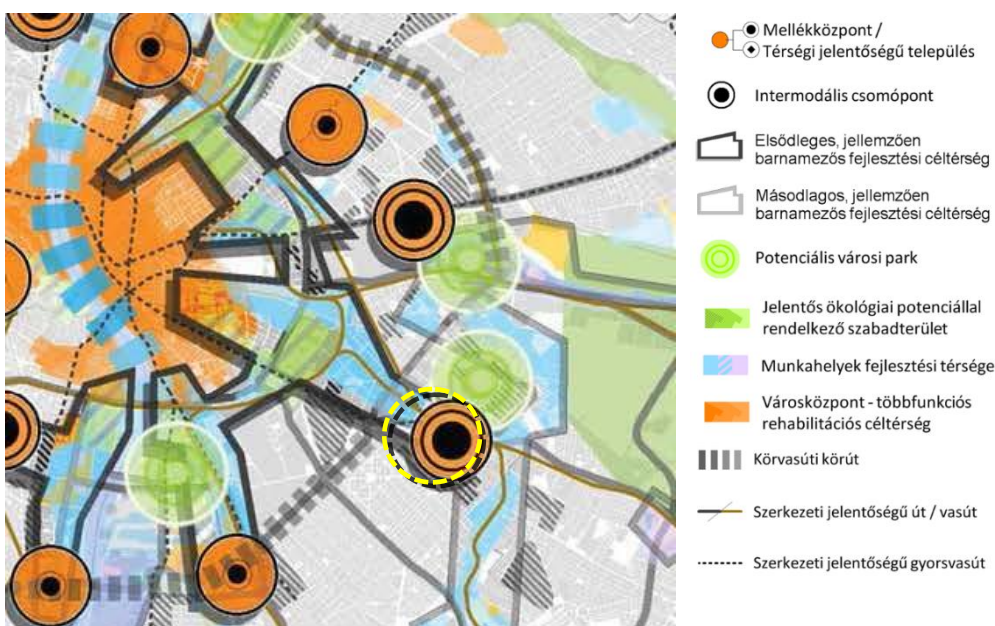 Mellékközpont /
Térségi jelentőségű település
Intermodális csomópont
Elsődleges, jellemzően
barnamezős fejlesztési céltérség
Másodlagos, jellemzően
barnamezős fejlesztési céltérség
Potenciális városi park
Jelentős ökológiai potenciállal
rendelkező szabadterület
Munkahelyek fejlesztési térsége
Városközpont - többfunkciós
rehabilitációs céltérség
Körvasúti körút
Szerkezeti jelentőségű út / vasút
Szerkezeti jelentőségű gyorsvasút